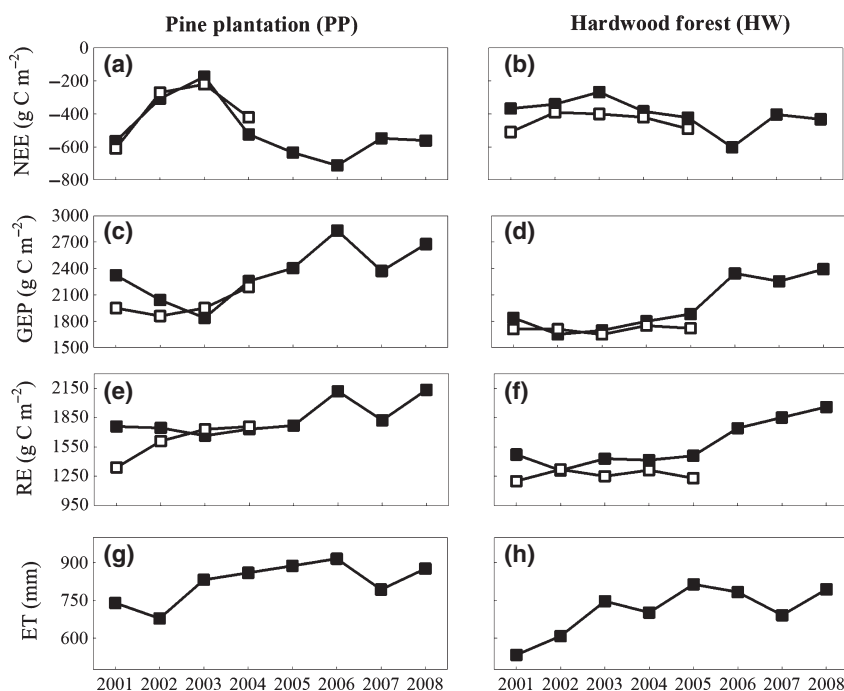 Pine plantation (PP)
Hardwood forest (HW)
(a)
(b)
NEE (g C m⁻²)
0
−200
−400
−600
−800
(c)
(d)
GEP (g C m⁻²)
3000
2700
2400
2100
1800
1500
(e)
(f)
RE (g C m⁻²)
2150
1850
1550
1250
950
(g)
(h)
ET (mm)
900
750
600
2001 2002 2003 2004 2005 2006 2007 2008
2001 2002 2003 2004 2005 2006 2007 2008